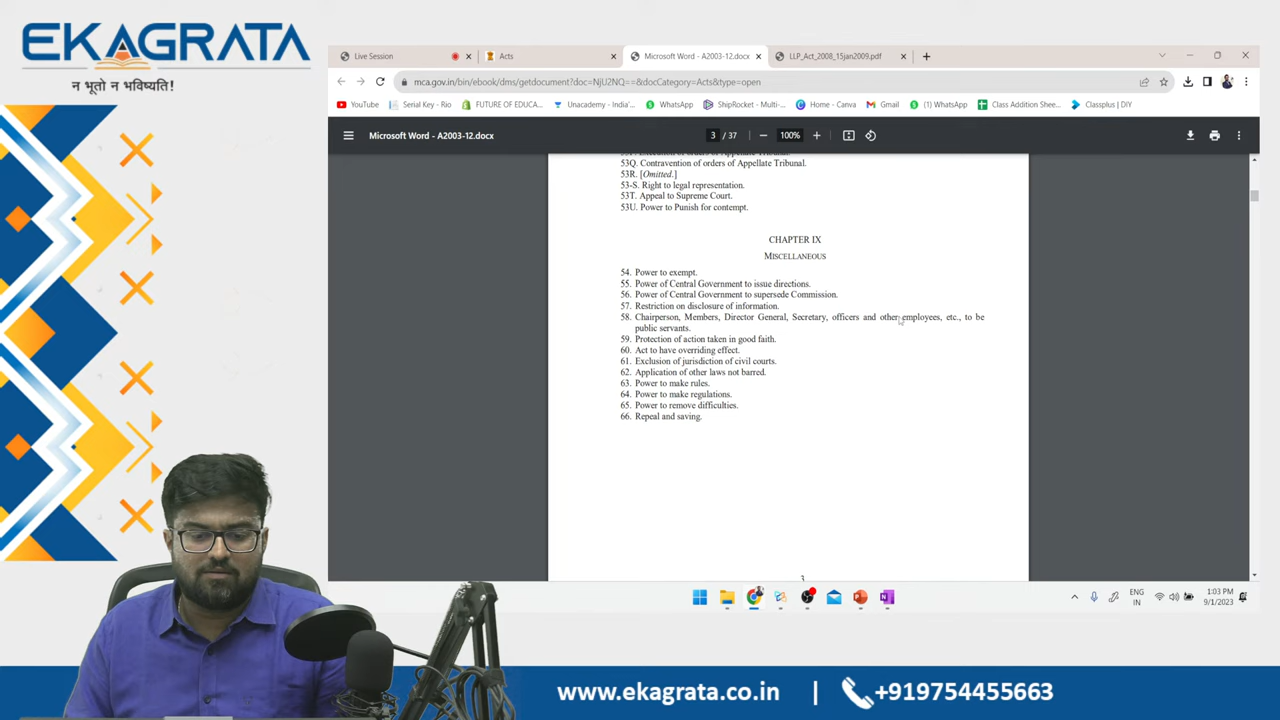 EKAGRATA
न भूतो न भविष्यति!
Live Session
Acts
Microsoft Word - A2003-12.docx
LLP_Act_2008_15jan2009.pdf
mca.gov.in/bin/ebook/dms/getdocument?doc=NjU2NQ==&docCategory=Acts&type=open
YouTube
Serial Key - Rio
FUTURE OF EDUCA...
Unacademy - India'...
WhatsApp
ShipRocket - Multi-...
Home - Canva
Gmail
(1) WhatsApp
Class Addition Shee...
Classplus | DIY
Microsoft Word - A2003-12.docx
3 / 37
100%
53Q. Contravention of orders of Appellate Tribunal.
53R. [Omitted.]
53-S. Right to legal representation.
53T. Appeal to Supreme Court.
53U. Power to Punish for contempt.
CHAPTER IX
MISCELLANEOUS
54. Power to exempt.
55. Power of Central Government to issue directions.
56. Power of Central Government to supersede Commission.
57. Restriction on disclosure of information.
58. Chairperson, Members, Director General, Secretary, officers and other employees, etc., to be
public servants.
59. Protection of action taken in good faith.
60. Act to have overriding effect.
61. Exclusion of jurisdiction of civil courts.
62. Application of other laws not barred.
63. Power to make rules.
64. Power to make regulations.
65. Power to remove difficulties.
66. Repeal and saving.
3
ENG
IN
1:03 PM
9/1/2023
www.ekagrata.co.in | +919754455663